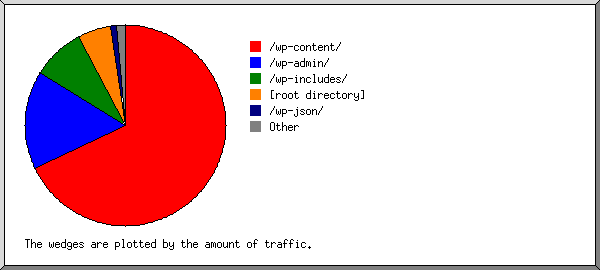 /wp-content/
/wp-admin/
/wp-includes/
[root directory]
/wp-json/
Other
The wedges are plotted by the amount of traffic.